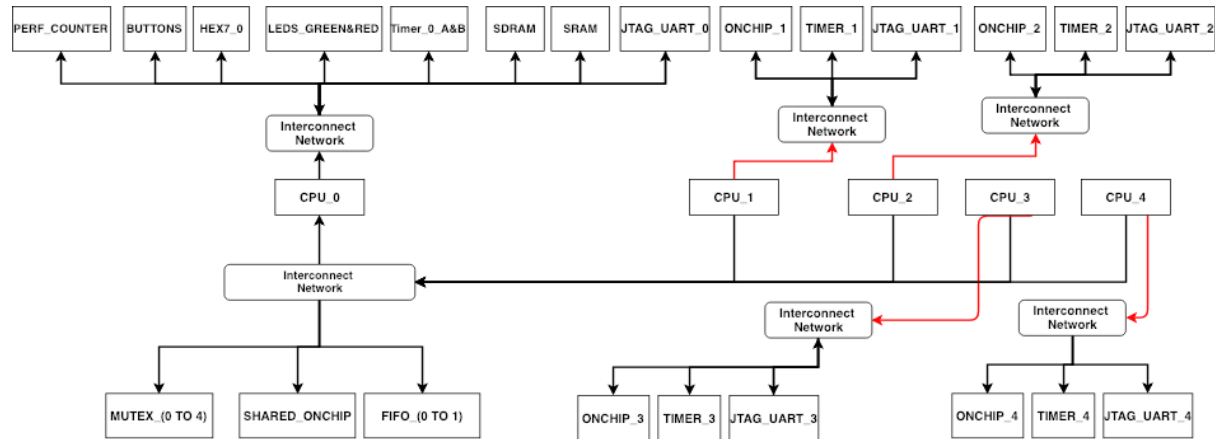 PERF_COUNTER
BUTTONS
HEX7_0
LEDS_GREEN&RED
Timer_0_A&B
SDRAM
SRAM
JTAG_UART_0
ONCHIP_1
TIMER_1
JTAG_UART_1
ONCHIP_2
TIMER_2
JTAG_UART_2
Interconnect
Network
Interconnect
Network
Interconnect
Network
CPU_0
CPU_1
CPU_2
CPU_3
CPU_4
Interconnect
Network
Interconnect
Network
Interconnect
Network
MUTEX_(0 TO 4)
SHARED_ONCHIP
FIFO_(0 TO 1)
ONCHIP_3
TIMER_3
JTAG_UART_3
ONCHIP_4
TIMER_4
JTAG_UART_4